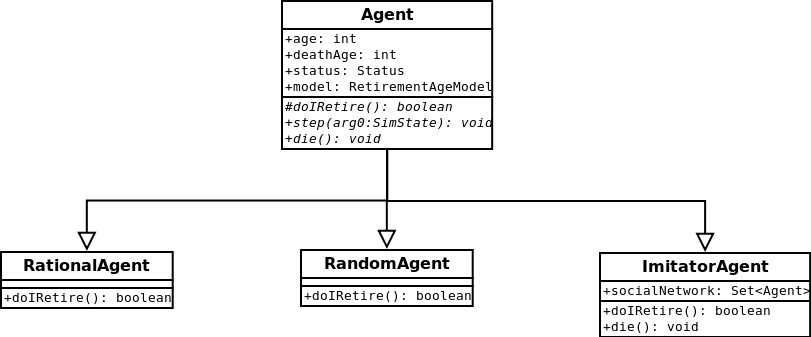 Agent
+age: int
+deathAge: int
+status: Status
+model: RetirementAgeModel
#doIRetire(): boolean
+step(arg0:SimState): void
+die(): void
RationalAgent
+doIRetire(): boolean
RandomAgent
+doIRetire(): boolean
ImitatorAgent
+socialNetwork: Set<Agent>
+doIRetire(): boolean
+die(): void